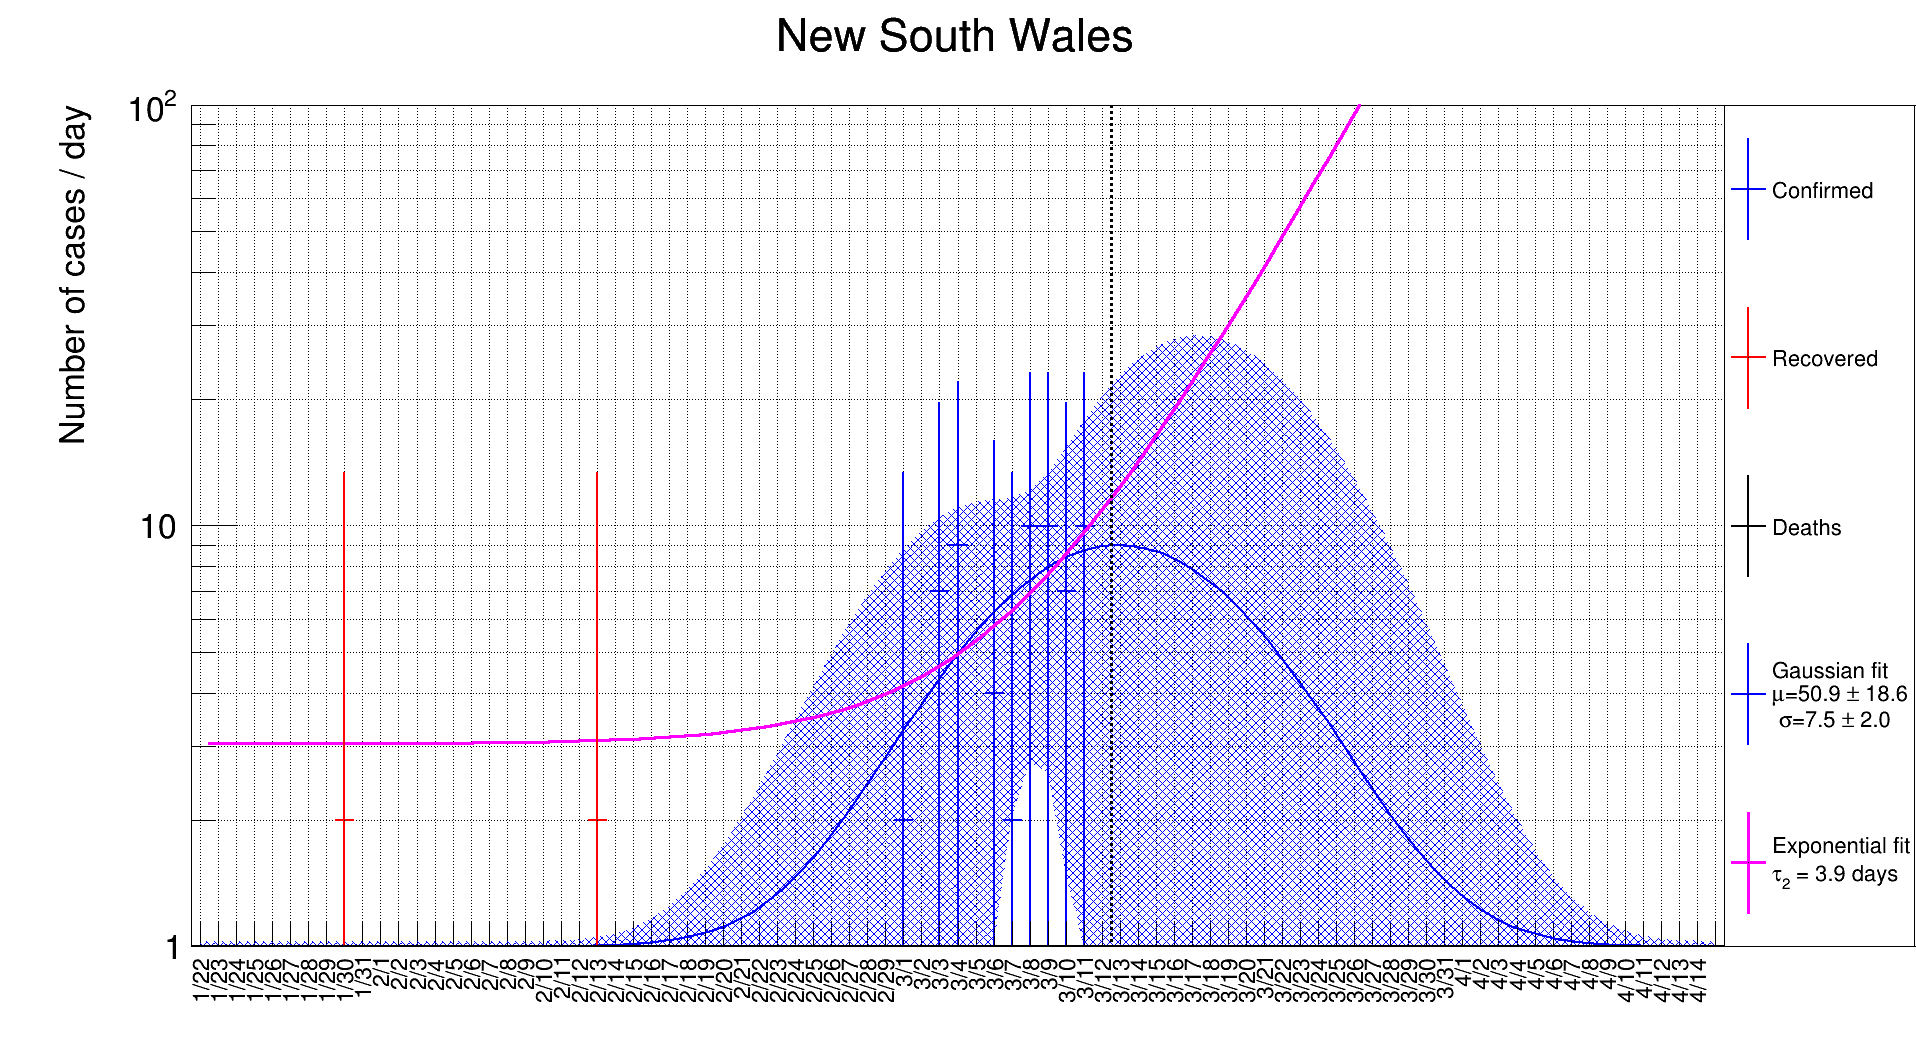 New South Wales
Number of cases / day
10²
10
1
1/22 1/23 1/24 1/25 1/26 1/27 1/28 1/29 1/30 1/31 2/1 2/2 2/3 2/4 2/5 2/6 2/7 2/8 2/9 2/10 2/11 2/12 2/13 2/14 2/15 2/16 2/17 2/18 2/19 2/20 2/21 2/22 2/23 2/24 2/25 2/26 2/27 2/28 2/29 3/1 3/2 3/3 3/4 3/5 3/6 3/7 3/8 3/9 3/10 3/11 3/12 3/13 3/14 3/15 3/16 3/17 3/18 3/19 3/20 3/21 3/22 3/23 3/24 3/25 3/26 3/27 3/28 3/29 3/30 3/31 4/1 4/2 4/3 4/4 4/5 4/6 4/7 4/8 4/9 4/10 4/11 4/12 4/13 4/14
Confirmed
Recovered
Deaths
Gaussian fit
μ=50.9 ± 18.6
σ=7.5 ± 2.0
Exponential fit
τ₂ = 3.9 days